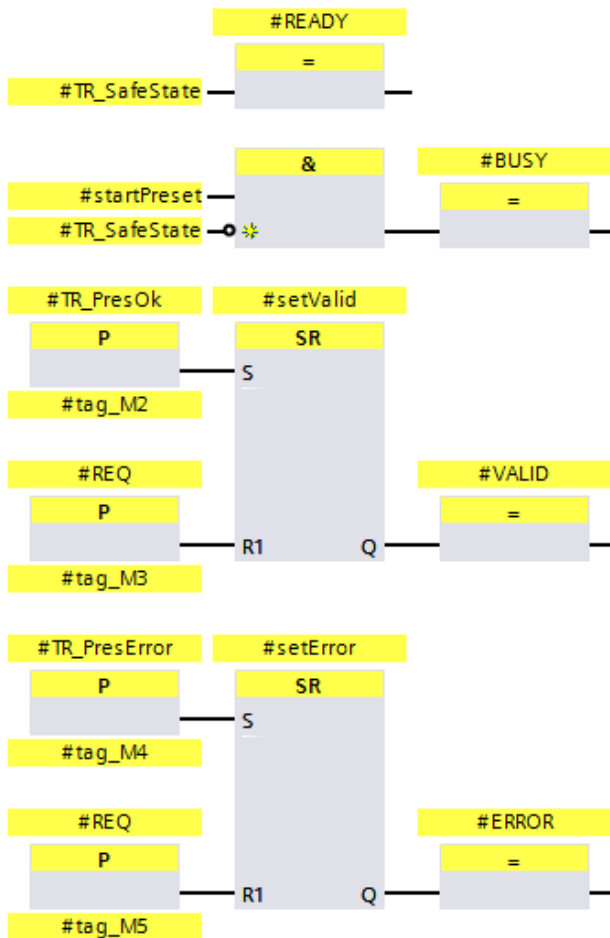 #READY
=
#TR_SafeState
&
#BUSY
#startPreset
=
#TR_SafeState
#TR_PresOk
#setValid
P
SR
S
#tag_M2
#REQ
#VALID
P
=
R1
Q
#tag_M3
#TR_PresError
#setError
P
SR
S
#tag_M4
#REQ
#ERROR
P
=
R1
Q
#tag_M5